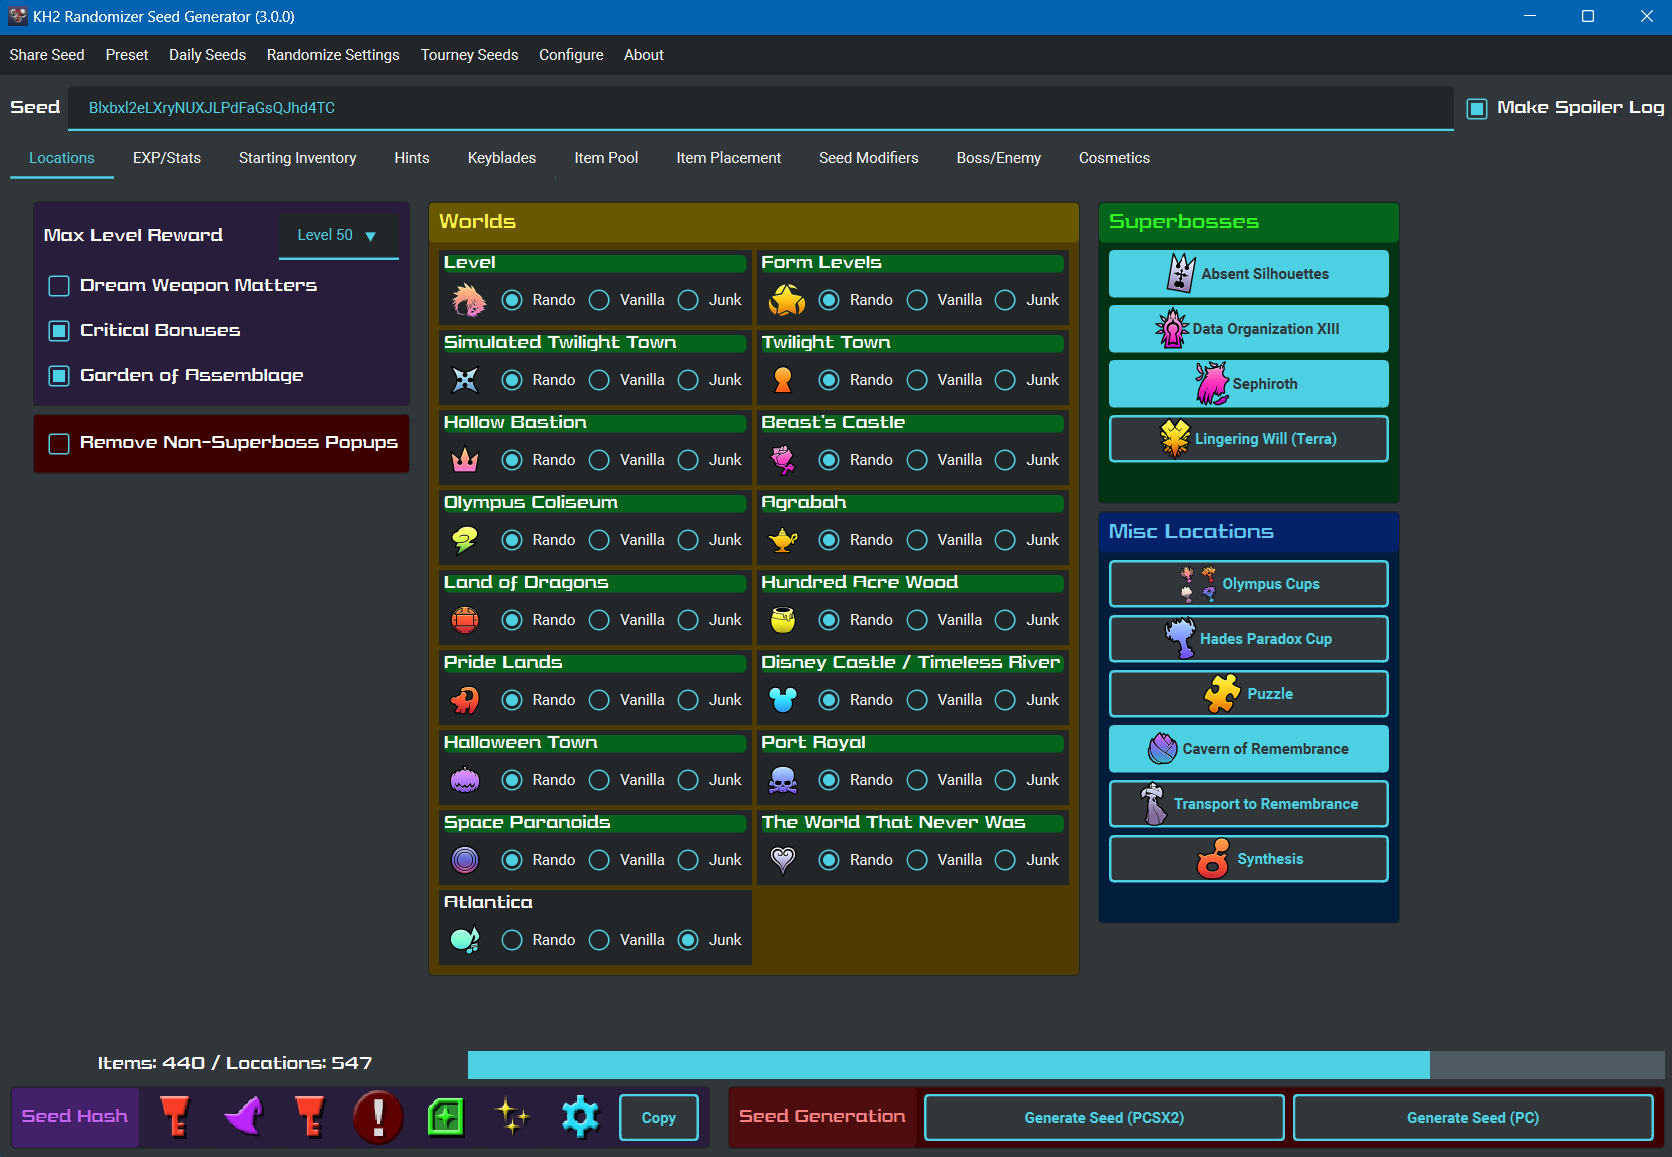 KH2 Randomizer Seed Generator (3.0.0)
Share Seed Preset Daily Seeds Randomize Settings Tourney Seeds Configure About
Seed BlxbxI2eLXryNUXJLPdFaGsQJhd4TC Make Spoiler Log
Locations EXP/Stats Starting Inventory Hints Keyblades Item Pool Item Placement Seed Modifiers Boss/Enemy Cosmetics
Max Level Reward Level 50
Dream Weapon Matters
Critical Bonuses
Garden of Assemblage
Remove Non-Superboss Popups
Worlds
Level
Rando Vanilla Junk
Form Levels
Rando Vanilla Junk
Simulated Twilight Town
Rando Vanilla Junk
Twilight Town
Rando Vanilla Junk
Hollow Bastion
Rando Vanilla Junk
Beast's Castle
Rando Vanilla Junk
Olympus Coliseum
Rando Vanilla Junk
Agrabah
Rando Vanilla Junk
Land of Dragons
Rando Vanilla Junk
Hundred Acre Wood
Rando Vanilla Junk
Pride Lands
Rando Vanilla Junk
Disney Castle / Timeless River
Rando Vanilla Junk
Halloween Town
Rando Vanilla Junk
Port Royal
Rando Vanilla Junk
Space Paranoids
Rando Vanilla Junk
The World That Never Was
Rando Vanilla Junk
Atlantica
Rando Vanilla Junk
Superbosses
Absent Silhouettes
Data Organization XIII
Sephiroth
Lingering Will (Terra)
Misc Locations
Olympus Cups
Hades Paradox Cup
Puzzle
Cavern of Remembrance
Transport to Remembrance
Synthesis
Items: 440 / Locations: 547
Seed Hash Copy Seed Generation Generate Seed (PCSX2) Generate Seed (PC)